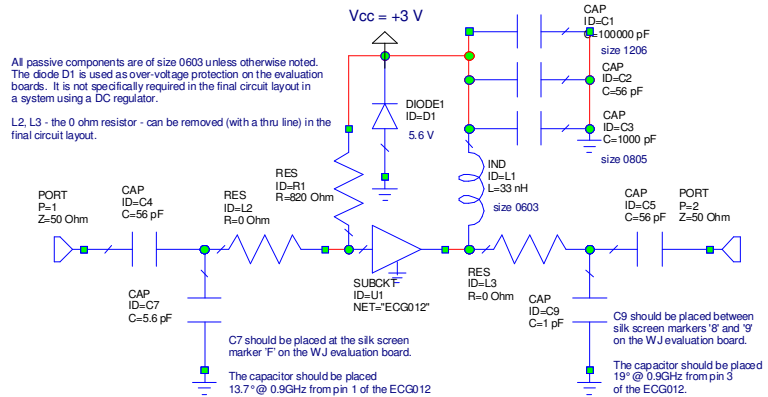 Vcc = +3 V
CAP
ID=C1
C=100000 pF
size 1206
All passive components are of size 0603 unless otherwise noted.
The diode D1 is used as over-voltage protection on the evaluation
boards. It is not specifically required in the final circuit layout in
a system using a DC regulator.
L2, L3 - the 0 ohm resistor - can be removed (with a thru line) in the
final circuit layout.
CAP
ID=C2
C=56 pF
DIODE1
ID=D1
5.6 V
CAP
ID=C3
C=1000 pF
size 0805
RES
ID=R1
R=820 Ohm
IND
ID=L1
L=33 nH
size 0603
PORT
P=1
Z=50 Ohm
CAP
ID=C4
C=56 pF
RES
ID=L2
R=0 Ohm
CAP
ID=C5
C=56 pF
PORT
P=2
Z=50 Ohm
SUBCKT
ID=U1
NET="ECG012"
RES
ID=L3
R=0 Ohm
CAP
ID=C7
C=5.6 pF
CAP
ID=C9
C=1 pF
C7 should be placed at the silk screen
marker 'F' on the WJ evaluation board.
The capacitor should be placed
13.7° @ 0.9GHz from pin 1 of the ECG012
C9 should be placed between
silk screen markers '8' and '9'
on the WJ evaluation board.
The capacitor should be placed
19° @ 0.9GHz from pin 3
of the ECG012.